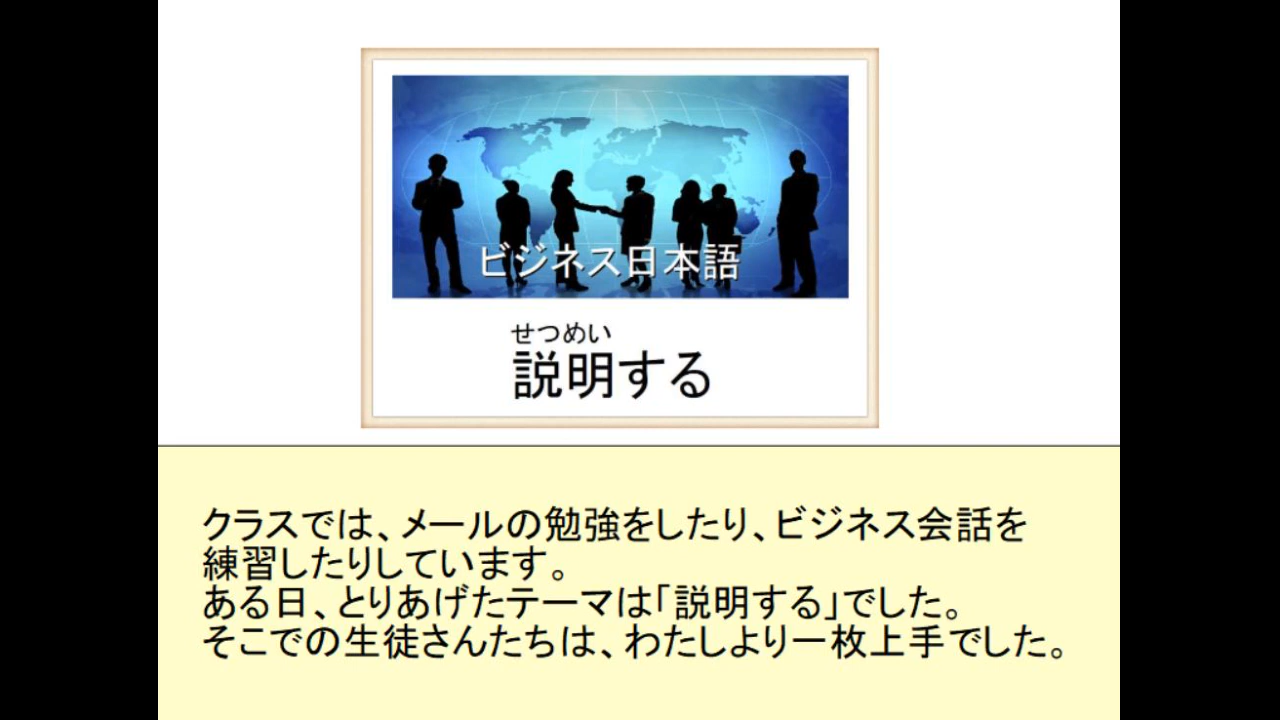 ビジネス日本語
せつめい
説明する
クラスでは、メールの勉強をしたり、ビジネス会話を
練習したりしています。
ある日、とりあげたテーマは「説明する」でした。
そこでの生徒さんたちは、わたしより一枚上手でした。